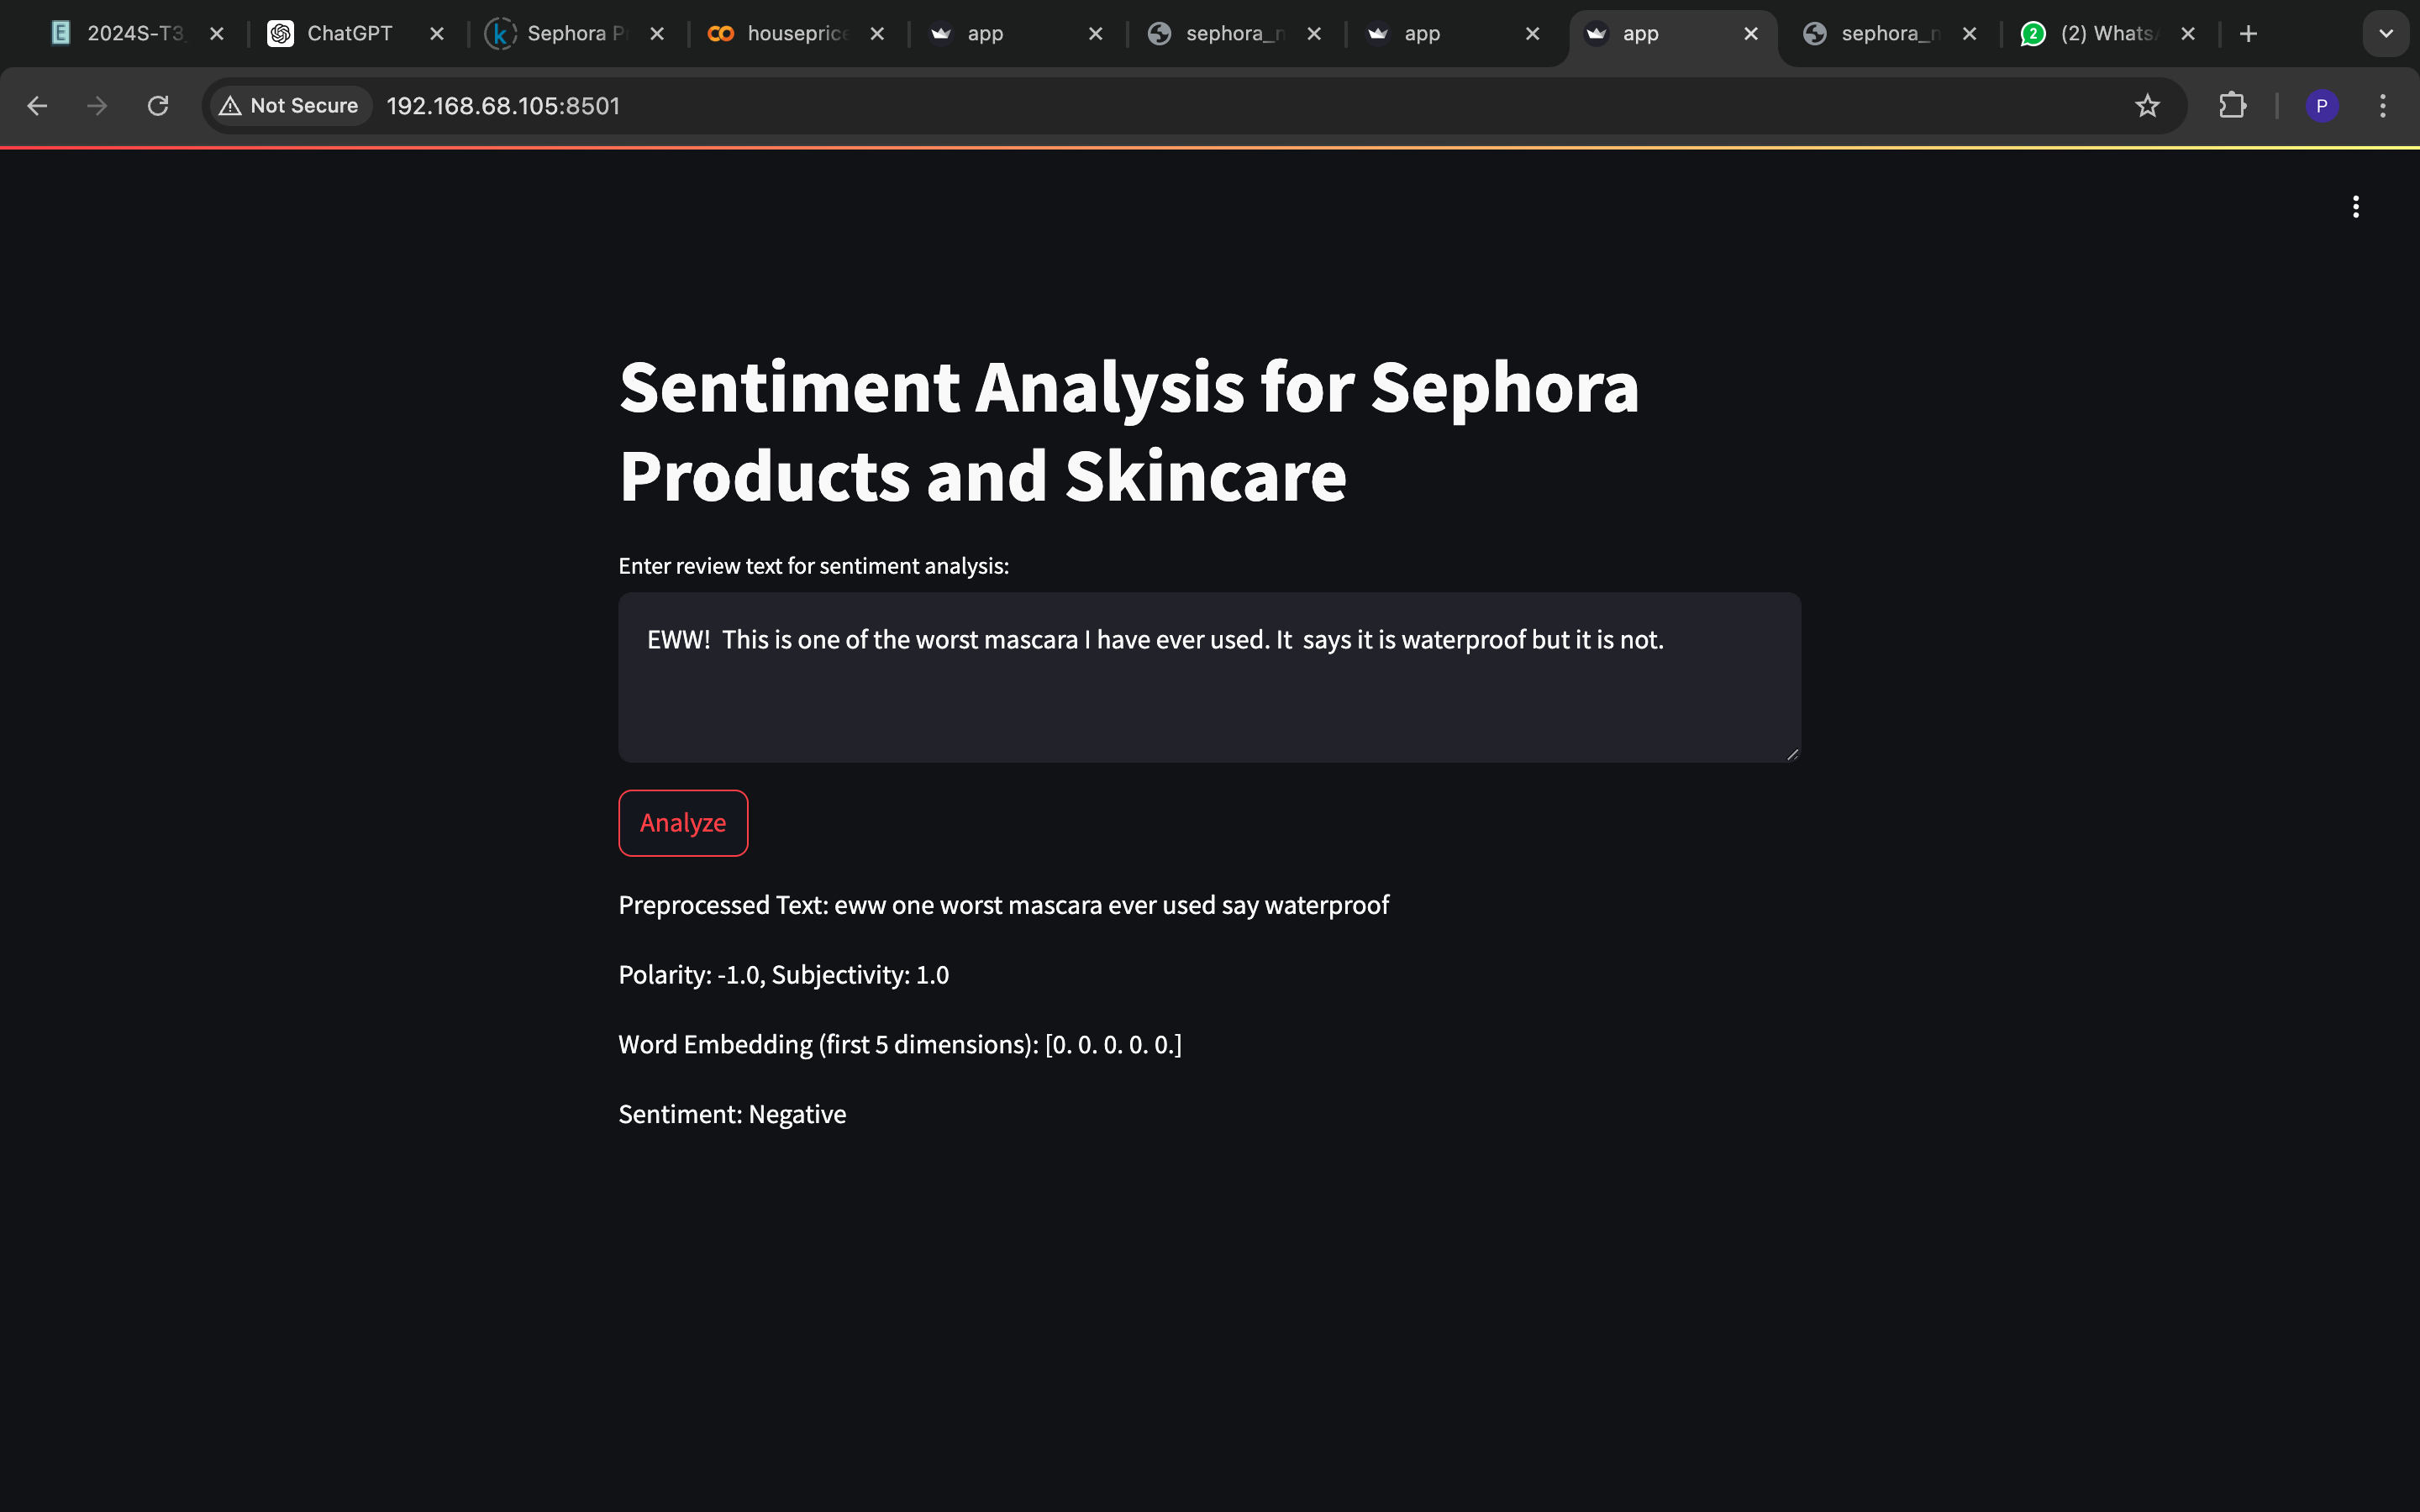 2024S-T3_
ChatGPT
Sephora P
houseprice
app
sephora_n
app
app
sephora_n
(2) Whats
Not Secure 192.168.68.105:8501
P
Sentiment Analysis for Sephora
Products and Skincare
Enter review text for sentiment analysis:
EWW!  This is one of the worst mascara I have ever used. It  says it is waterproof but it is not.
Analyze
Preprocessed Text: eww one worst mascara ever used say waterproof
Polarity: -1.0, Subjectivity: 1.0
Word Embedding (first 5 dimensions): [0. 0. 0. 0. 0.]
Sentiment: Negative